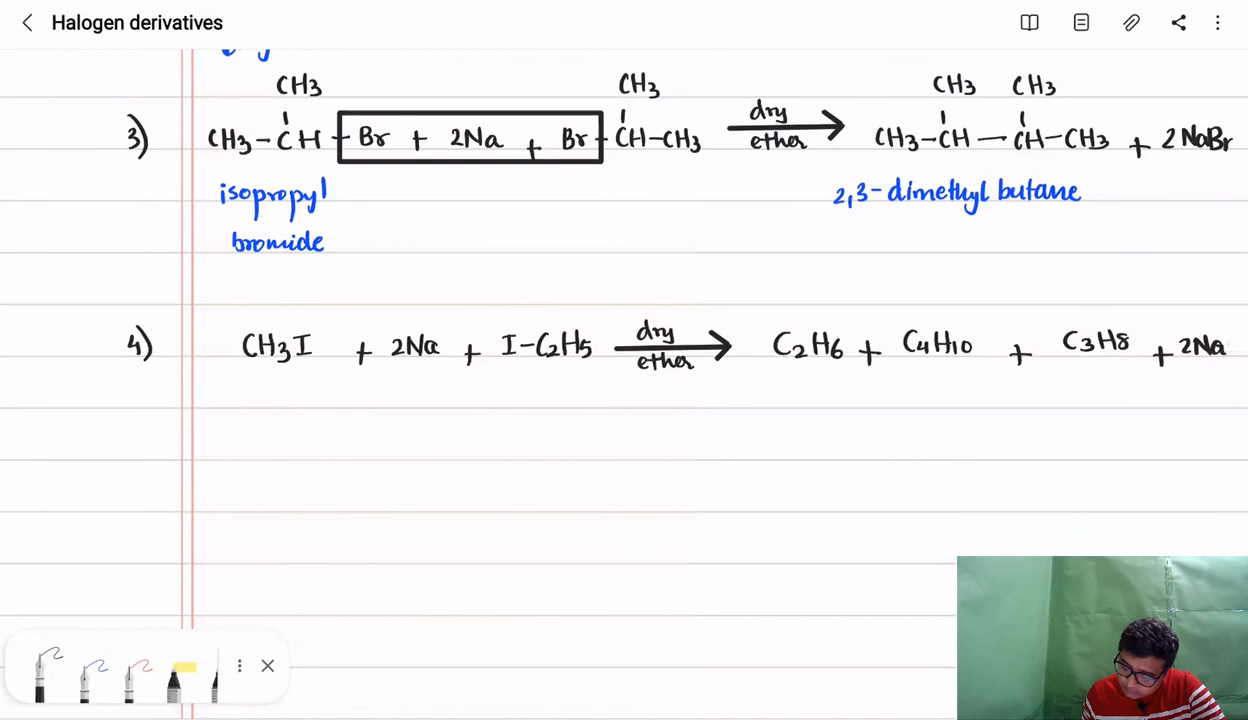 Halogen derivatives
CH3 CH3 CH3 CH3
3) CH3-CH-Br + 2Na + Br-CH-CH3 dry ether → CH3-CH-CH-CH3 + 2NaBr
isopropyl bromide 2,3-dimethyl butane
4) CH3I + 2Na + I-C2H5 dry ether → C2H6 + C4H10 + C3H8 + 2Na